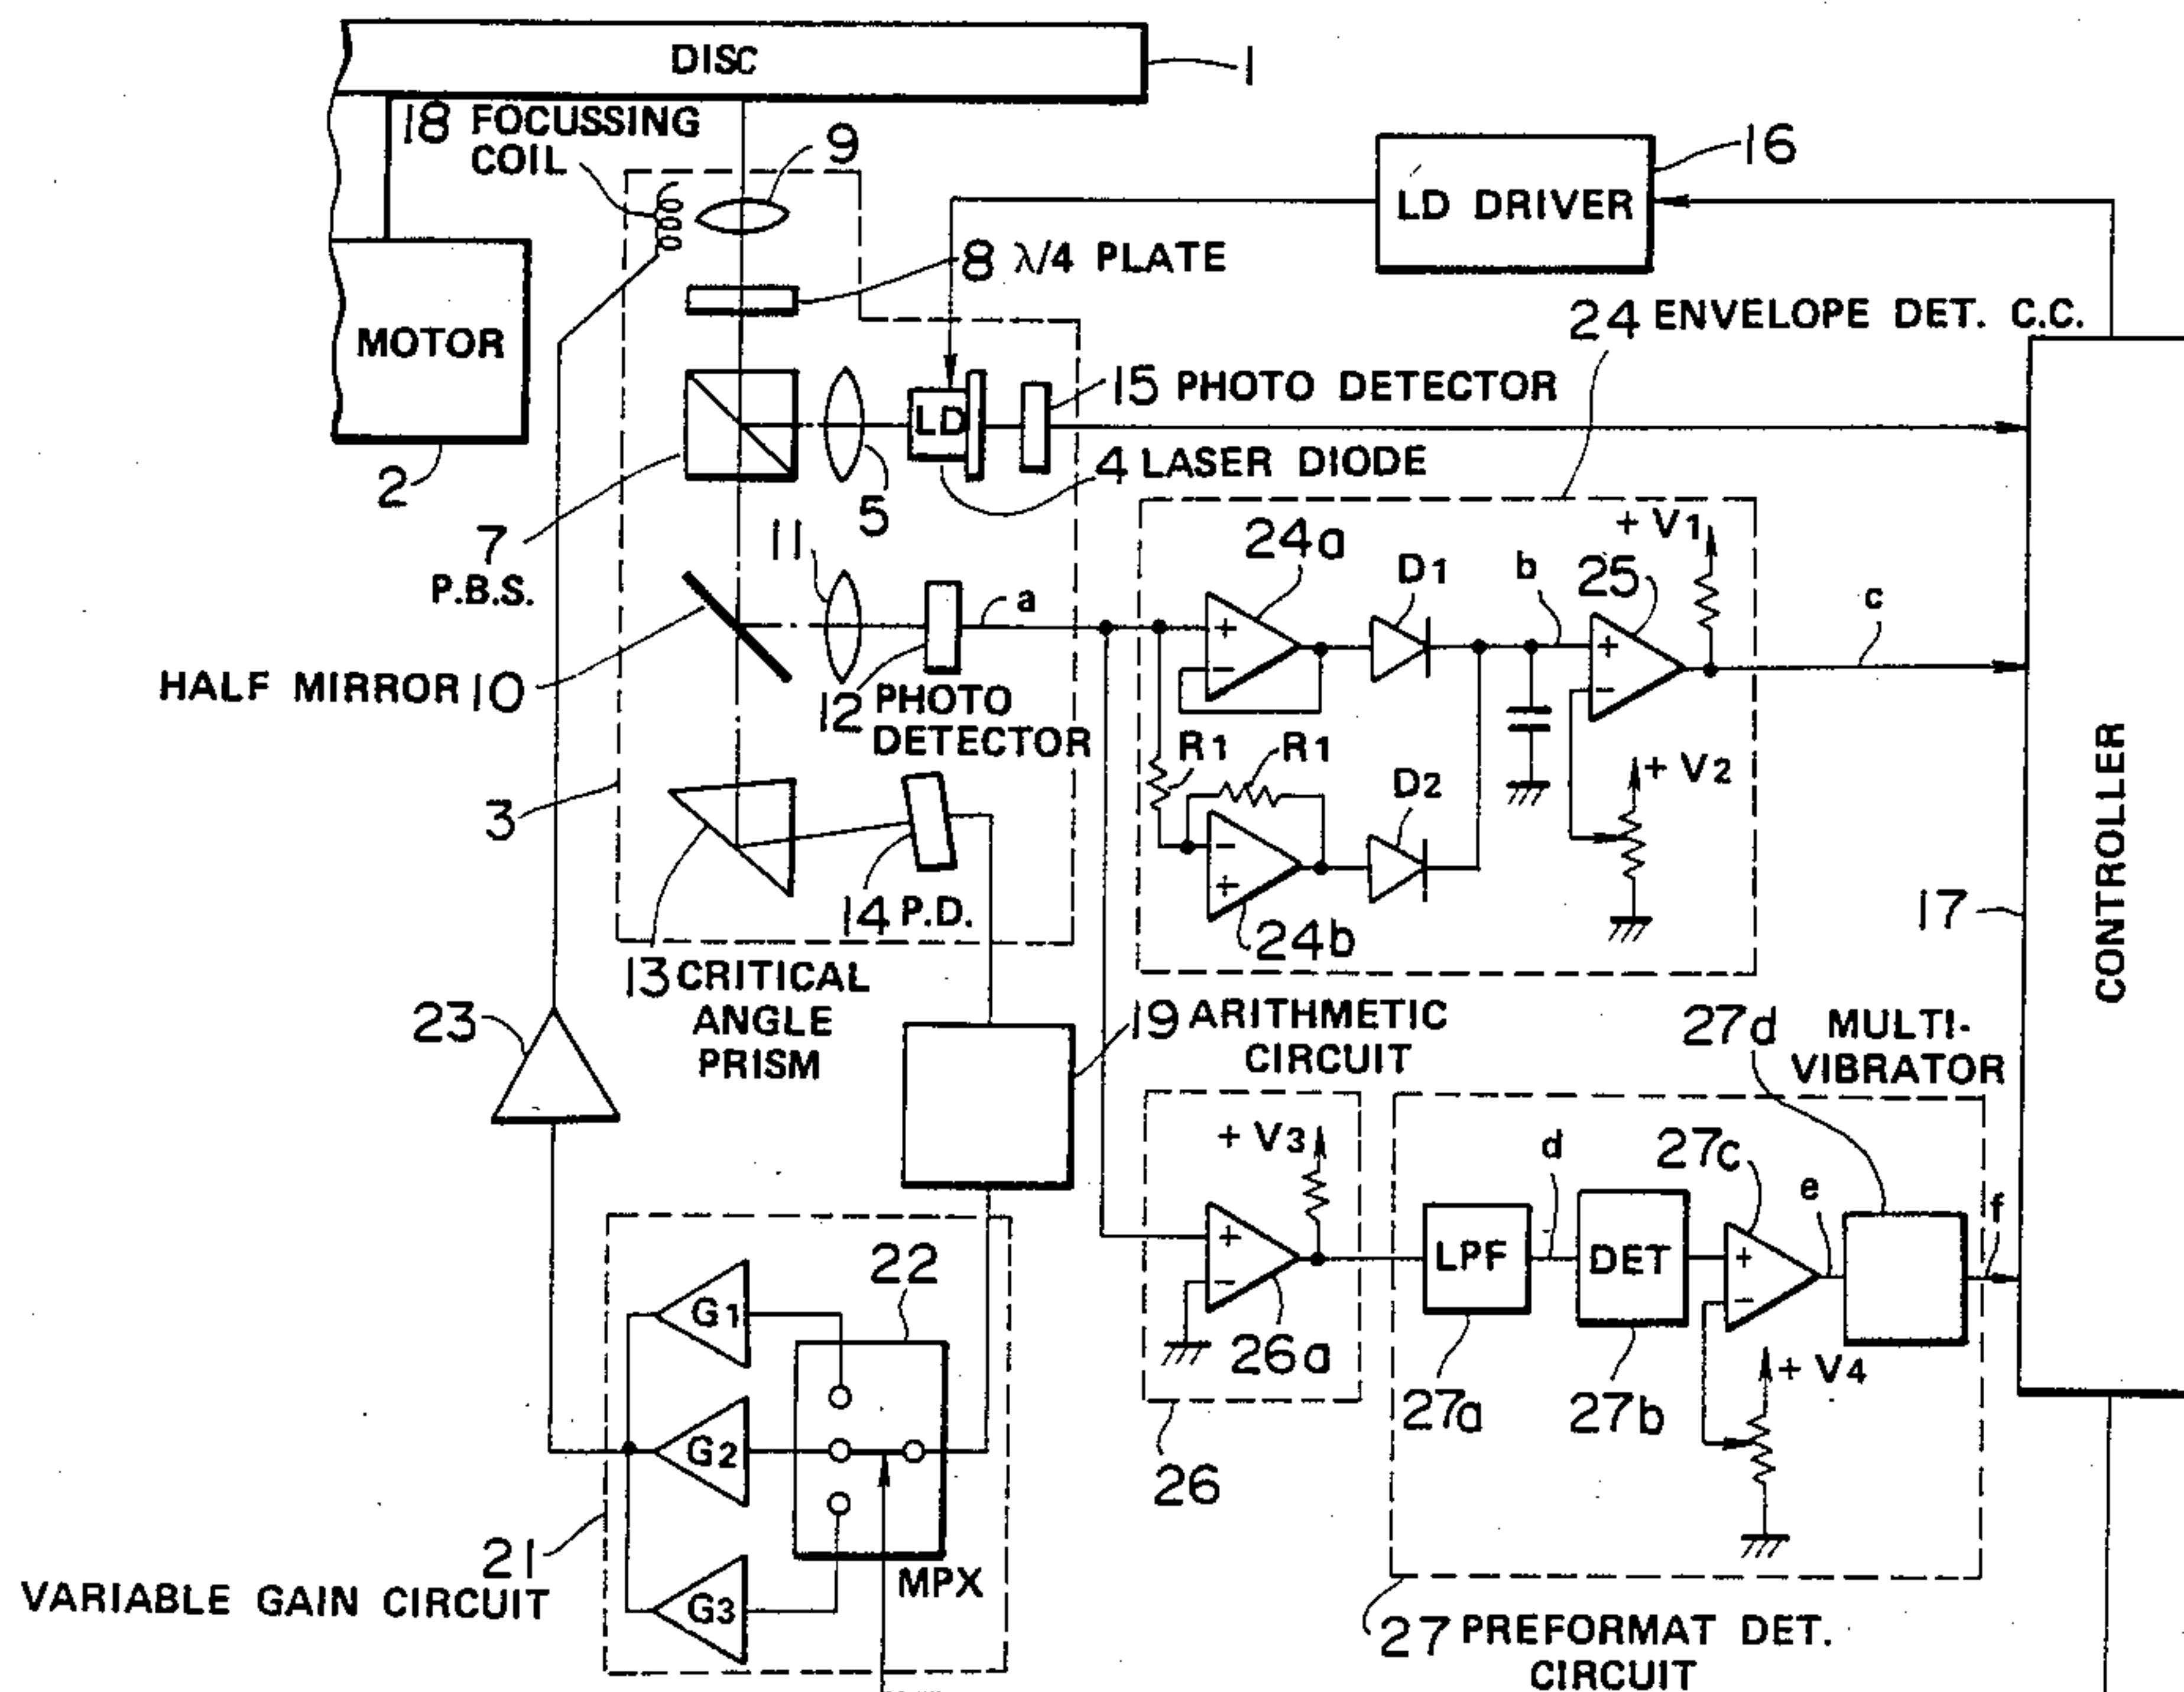 DISC
1
18 FOCUSSING
COIL
9
16
LD DRIVER
8 λ/4 PLATE
24 ENVELOPE DET. C.C.
MOTOR
15 PHOTO DETECTOR
LD
4 LASER DIODE
2
5
7
P.B.S.
11
24a
+ V1
D1
b
25
a
c
HALF MIRROR 10
12 PHOTO
DETECTOR
+
-
+
-
R1
R1
+ V2
D2
CONTROLLER
3
-
+
14 P.D.
24b
17
13 CRITICAL
ANGLE
PRISM
23
19 ARITHMETIC
CIRCUIT
27d MULTI-
VIBRATOR
+ V3
d
27c
e
f
22
+
-
LPF
DET
+
-
G1
26a
27a
27b
+ V4
G2
26
21
VARIABLE GAIN CIRCUIT
MPX
G3
27 PREFORMAT DET.
CIRCUIT